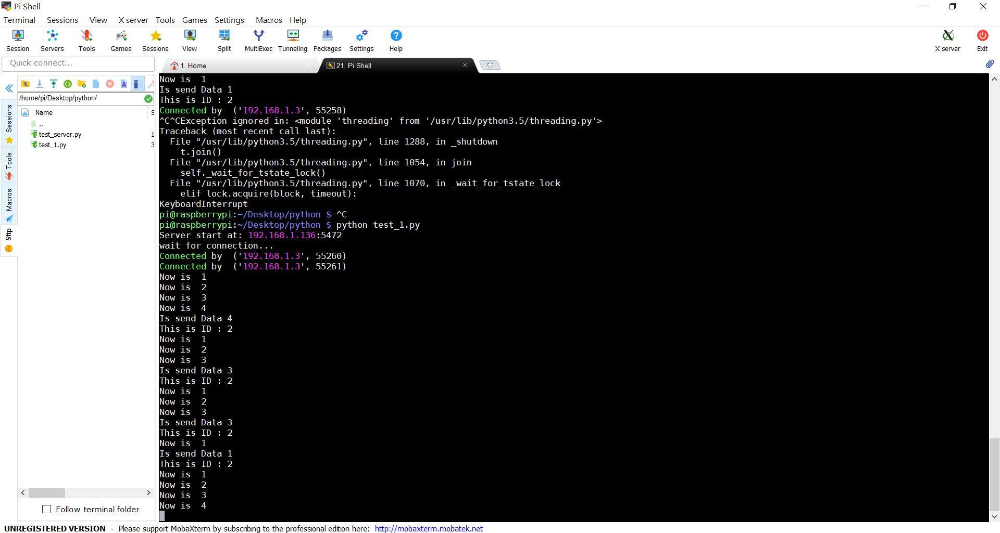 Pi Shell
Terminal Sessions View X server Tools Games Settings Macros Help
Session Servers Tools Games Sessions View Split MultiExec Tunneling Packages Settings Help X server Exit
Quick connect...
1. Home
21. Pi Shell
/home/pi/Desktop/python/
Name S
..
test_server.py 1
test_1.py 3
Sessions
Tools
Macros
Sftp
Follow terminal folder
Now is  1
Is send Data 1
This is ID : 2
Connected by  ('192.168.1.3', 55258)
^C^CException ignored in: <module 'threading' from '/usr/lib/python3.5/threading.py'>
Traceback (most recent call last):
  File "/usr/lib/python3.5/threading.py", line 1288, in _shutdown
    t.join()
  File "/usr/lib/python3.5/threading.py", line 1054, in join
    self._wait_for_tstate_lock()
  File "/usr/lib/python3.5/threading.py", line 1070, in _wait_for_tstate_lock
    elif lock.acquire(block, timeout):
KeyboardInterrupt
pi@raspberrypi:~/Desktop/python $ ^C
pi@raspberrypi:~/Desktop/python $ python test_1.py
Server start at: 192.168.1.136:5472
wait for connection...
Connected by  ('192.168.1.3', 55260)
Connected by  ('192.168.1.3', 55261)
Now is  1
Now is  2
Now is  3
Now is  4
Is send Data 4
This is ID : 2
Now is  1
Now is  2
Now is  3
Is send Data 3
This is ID : 2
Now is  1
Now is  2
Now is  3
Is send Data 3
This is ID : 2
Now is  1
Is send Data 1
This is ID : 2
Now is  1
Now is  2
Now is  3
Now is  4
UNREGISTERED VERSION - Please support MobaXterm by subscribing to the professional edition here: http://mobaxterm.mobatek.net